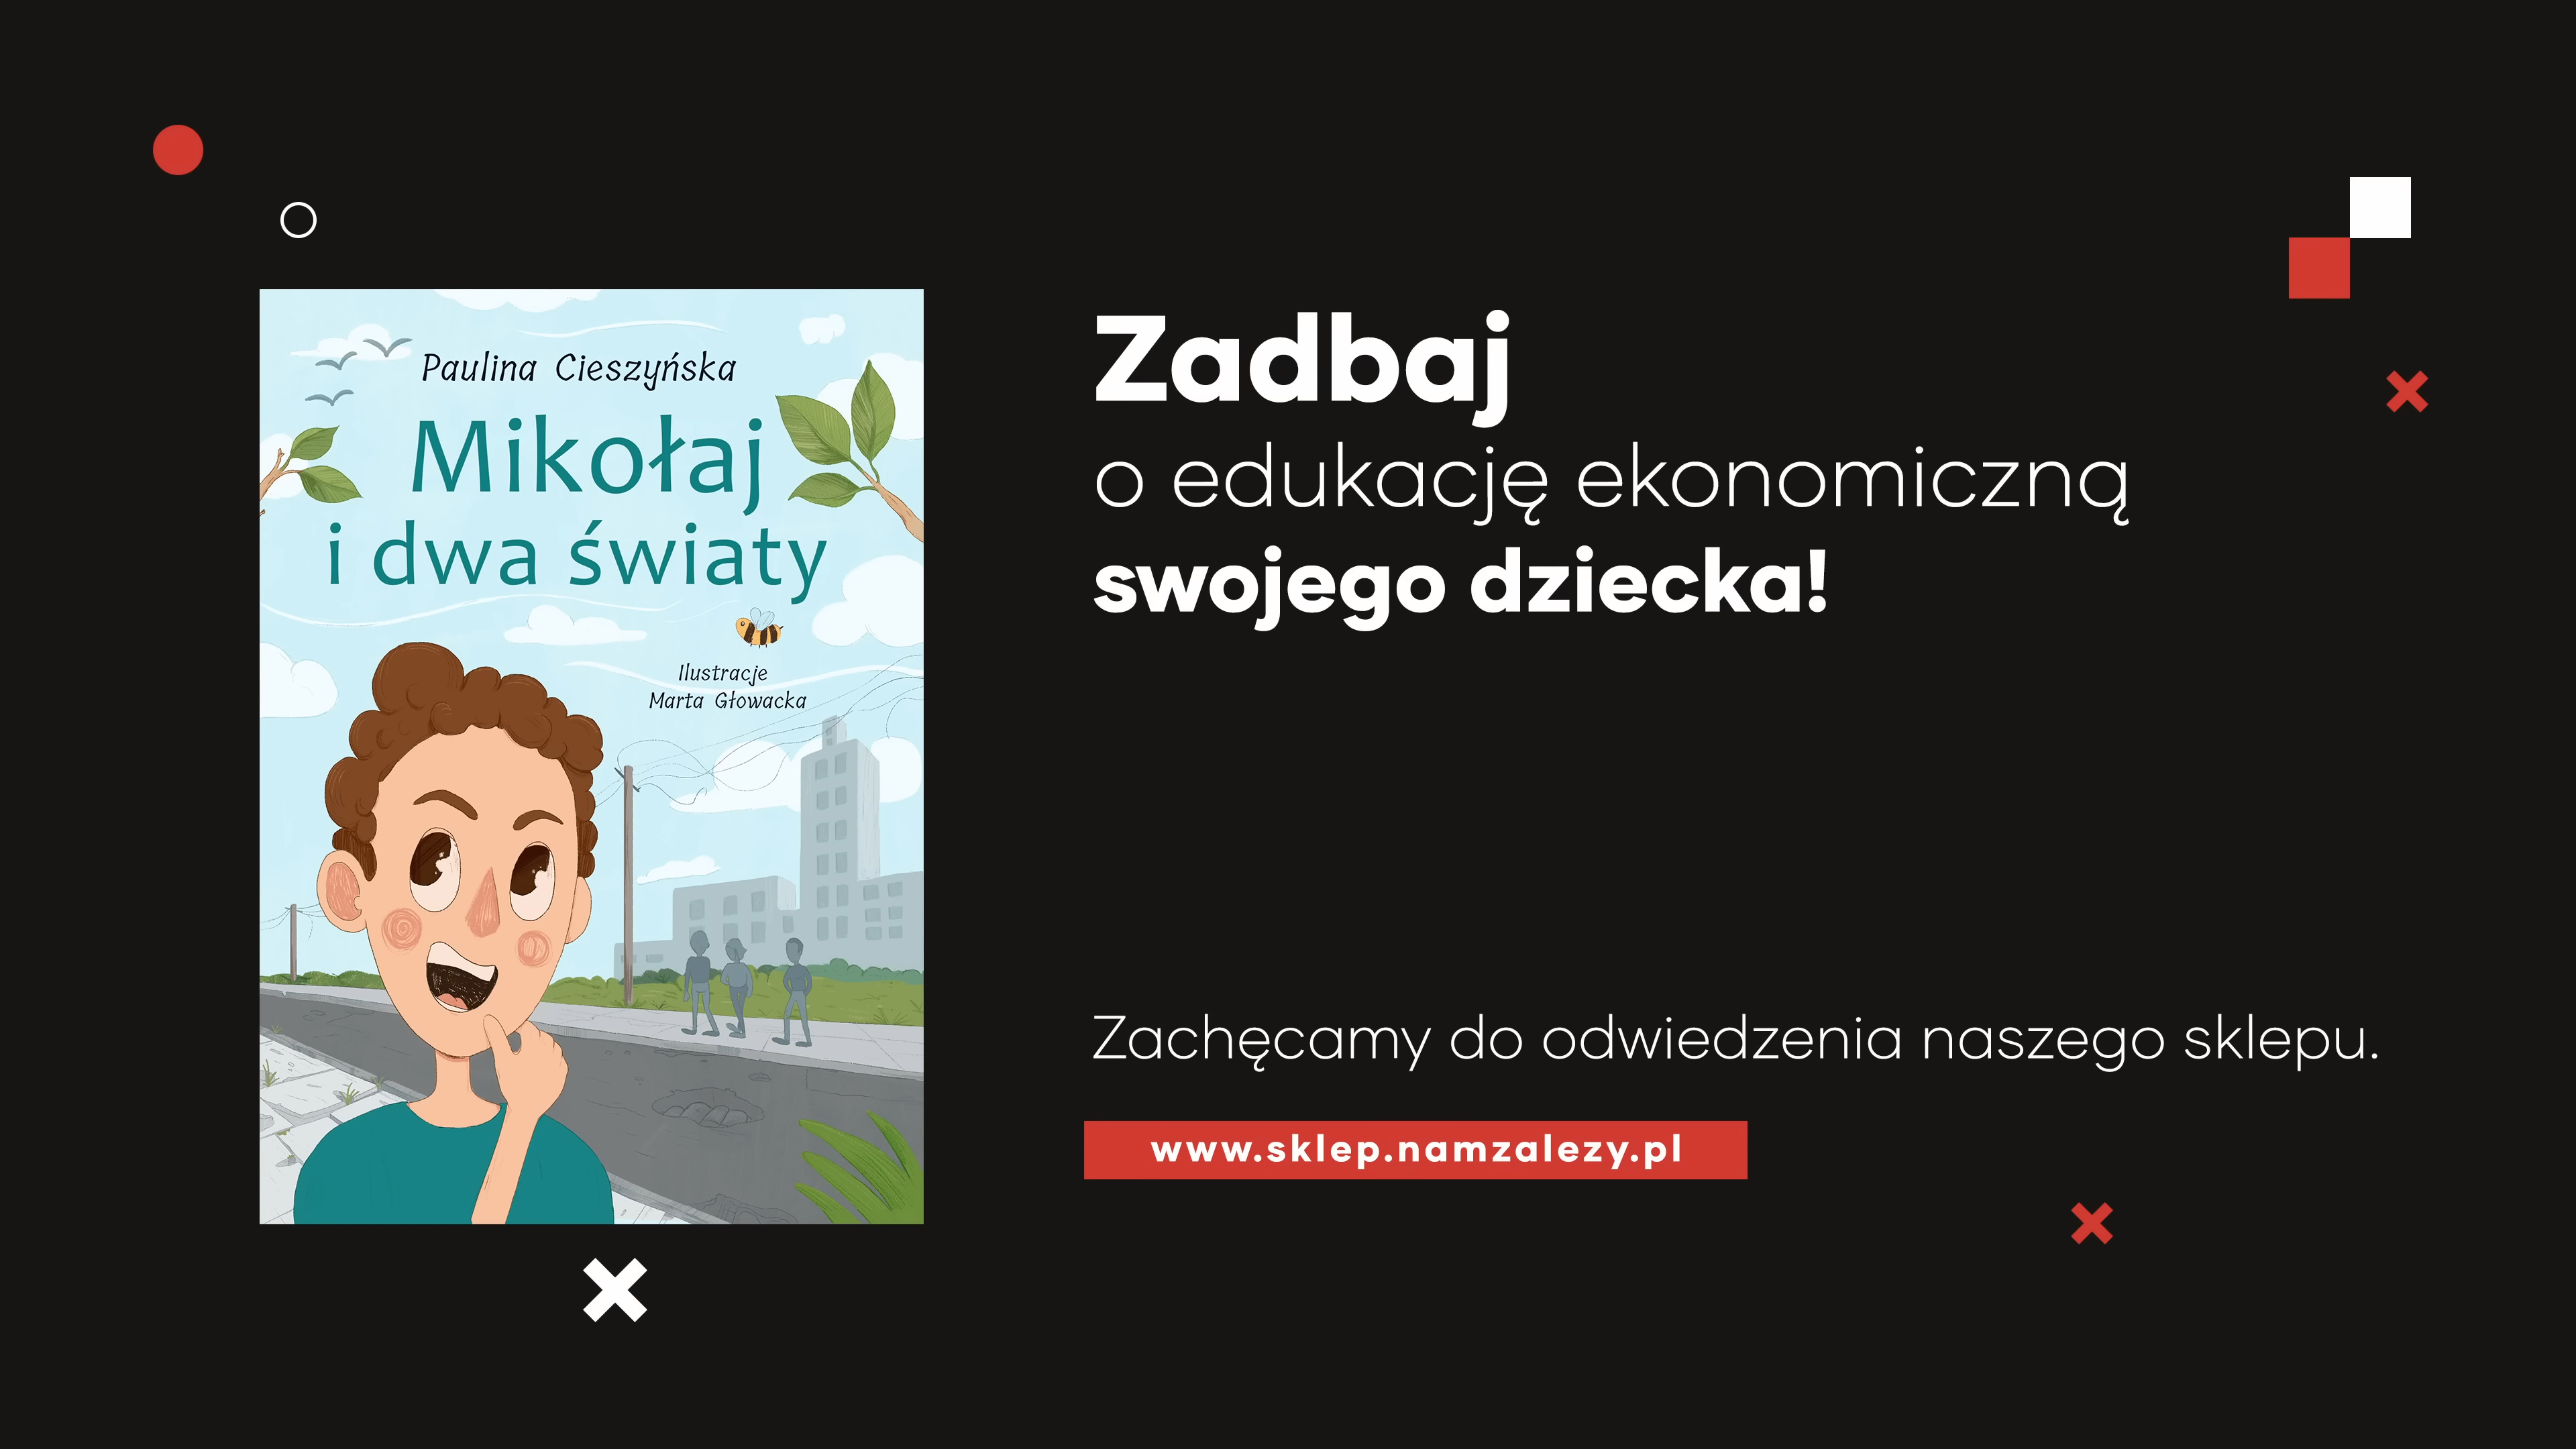 Paulina Cieszyńska
Mikołaj
i dwa światy
Ilustracje
Marta Głowacka
Zadbaj
o edukację ekonomiczną
swojego dziecka!
Zachęcamy do odwiedzenia naszego sklepu.
www.sklep.namzalezy.pl